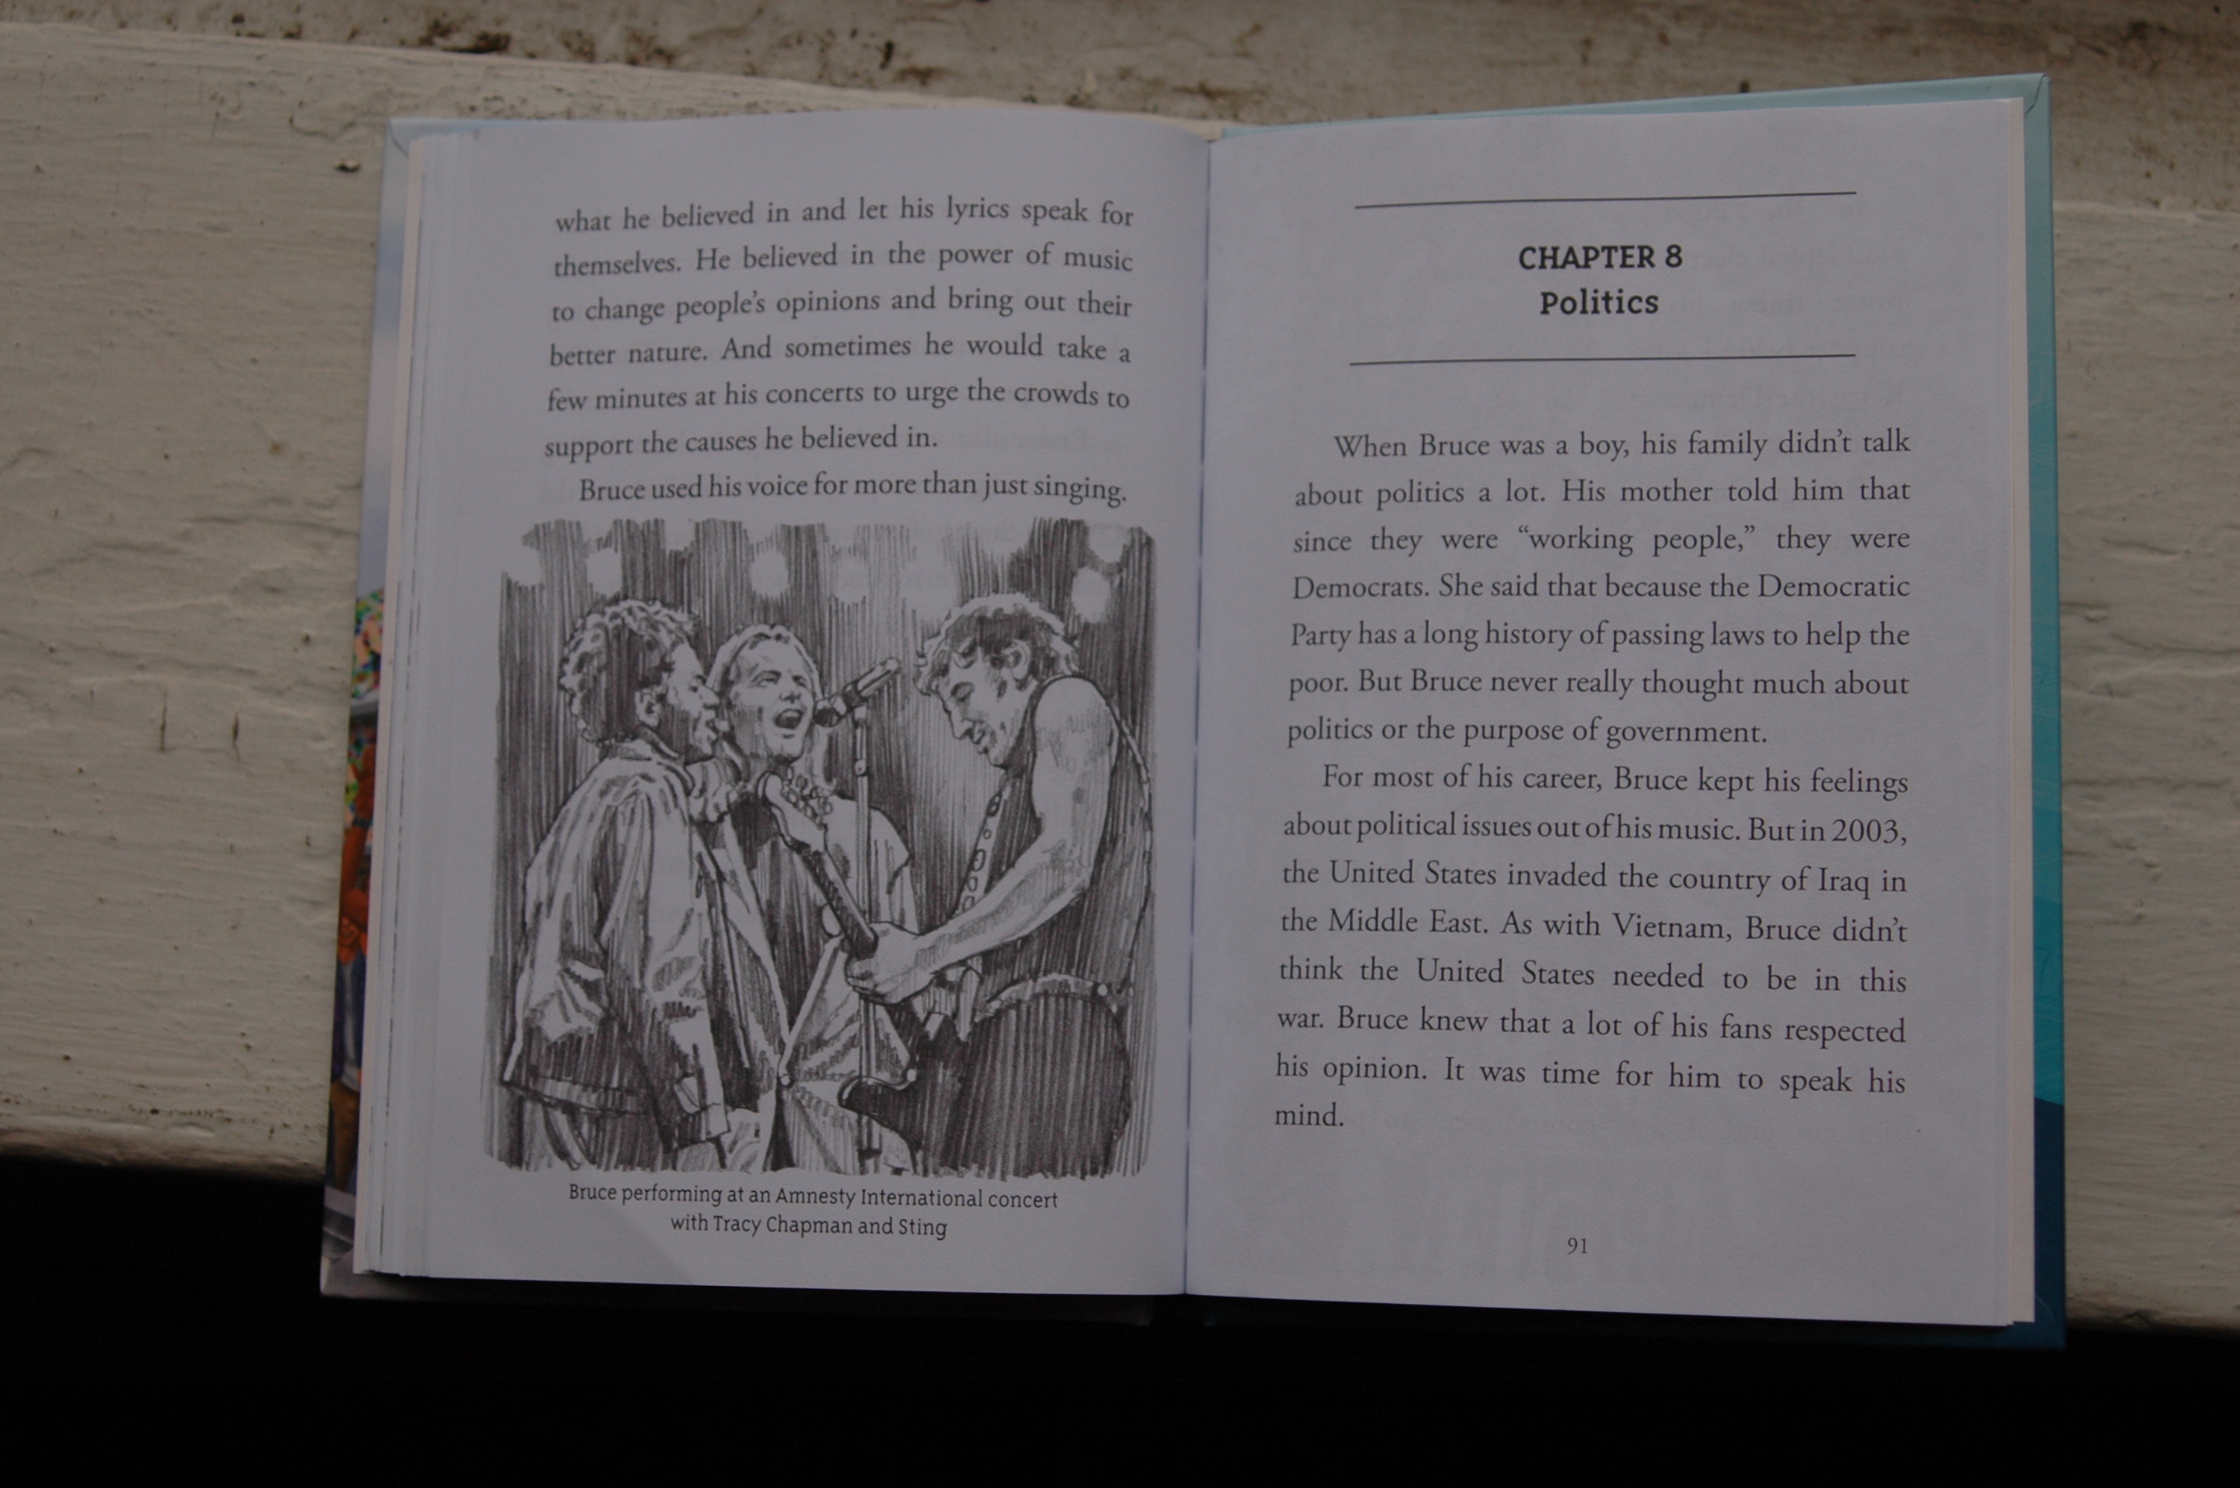 what he believed in and let his lyrics speak for
themselves. He believed in the power of music
to change people’s opinions and bring out their
better nature. And sometimes he would take a
few minutes at his concerts to urge the crowds to
support the causes he believed in.
Bruce used his voice for more than just singing.
Bruce performing at an Amnesty International concert
with Tracy Chapman and Sting
CHAPTER 8
Politics
When Bruce was a boy, his family didn’t talk
about politics a lot. His mother told him that
since they were “working people,” they were
Democrats. She said that because the Democratic
Party has a long history of passing laws to help the
poor. But Bruce never really thought much about
politics or the purpose of government.
For most of his career, Bruce kept his feelings
about political issues out of his music. But in 2003,
the United States invaded the country of Iraq in
the Middle East. As with Vietnam, Bruce didn’t
think the United States needed to be in this
war. Bruce knew that a lot of his fans respected
his opinion. It was time for him to speak his
mind.
91